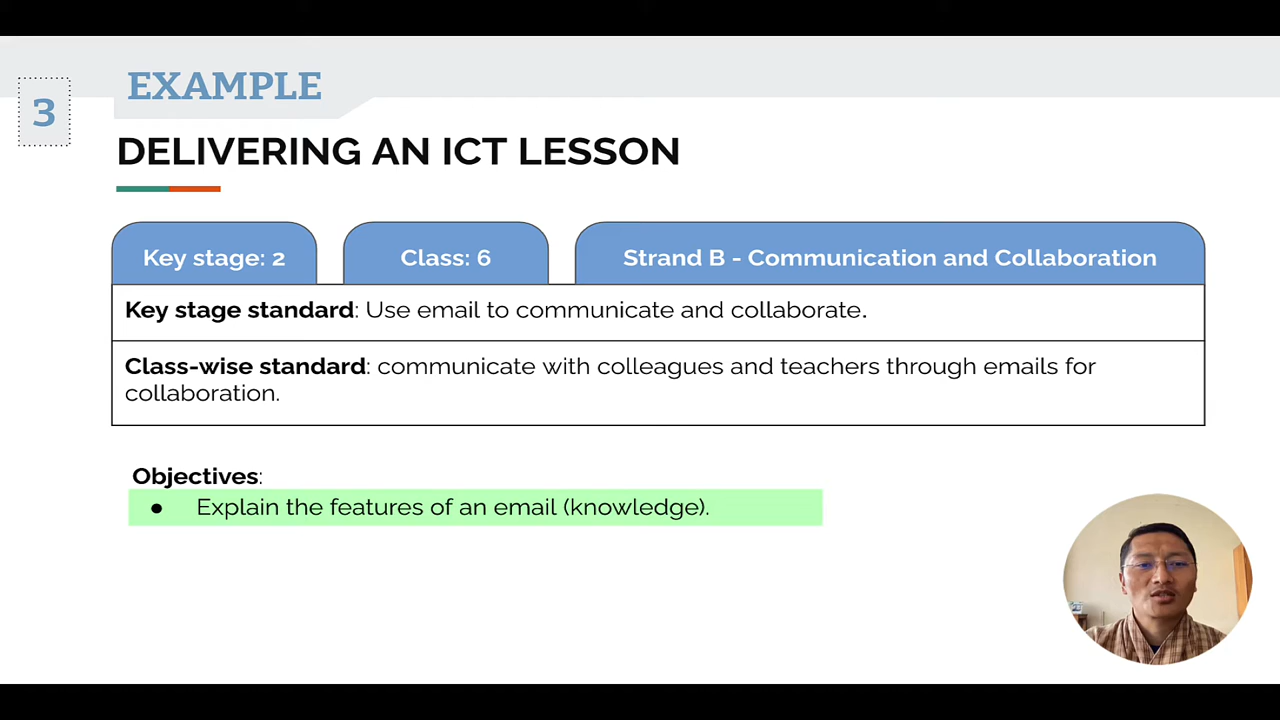 EXAMPLE
3
DELIVERING AN ICT LESSON
Key stage: 2
Class: 6
Strand B - Communication and Collaboration
Key stage standard: Use email to communicate and collaborate.
Class-wise standard: communicate with colleagues and teachers through emails for
collaboration.
Objectives:
● Explain the features of an email (knowledge).